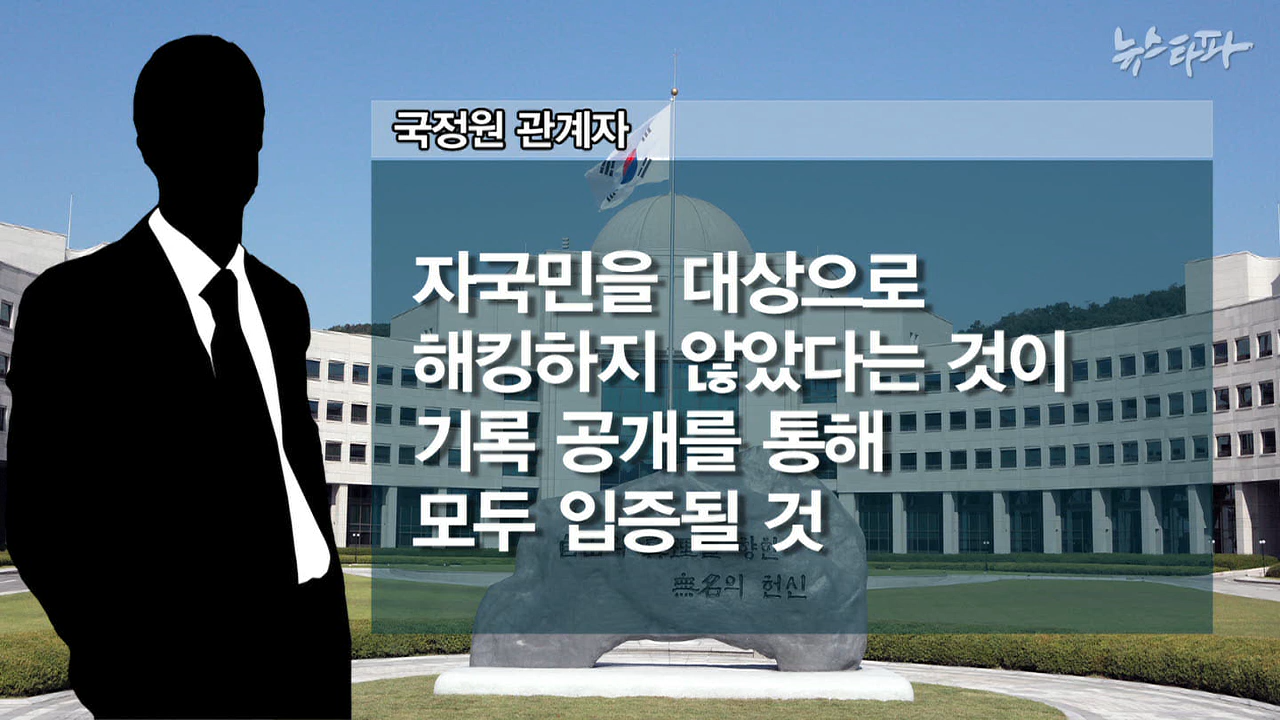 뉴스타파
국정원 관계자
자국민을 대상으로
해킹하지 않았다는 것이
기록 공개를 통해
모두 입증될 것
향한
無名의 헌신